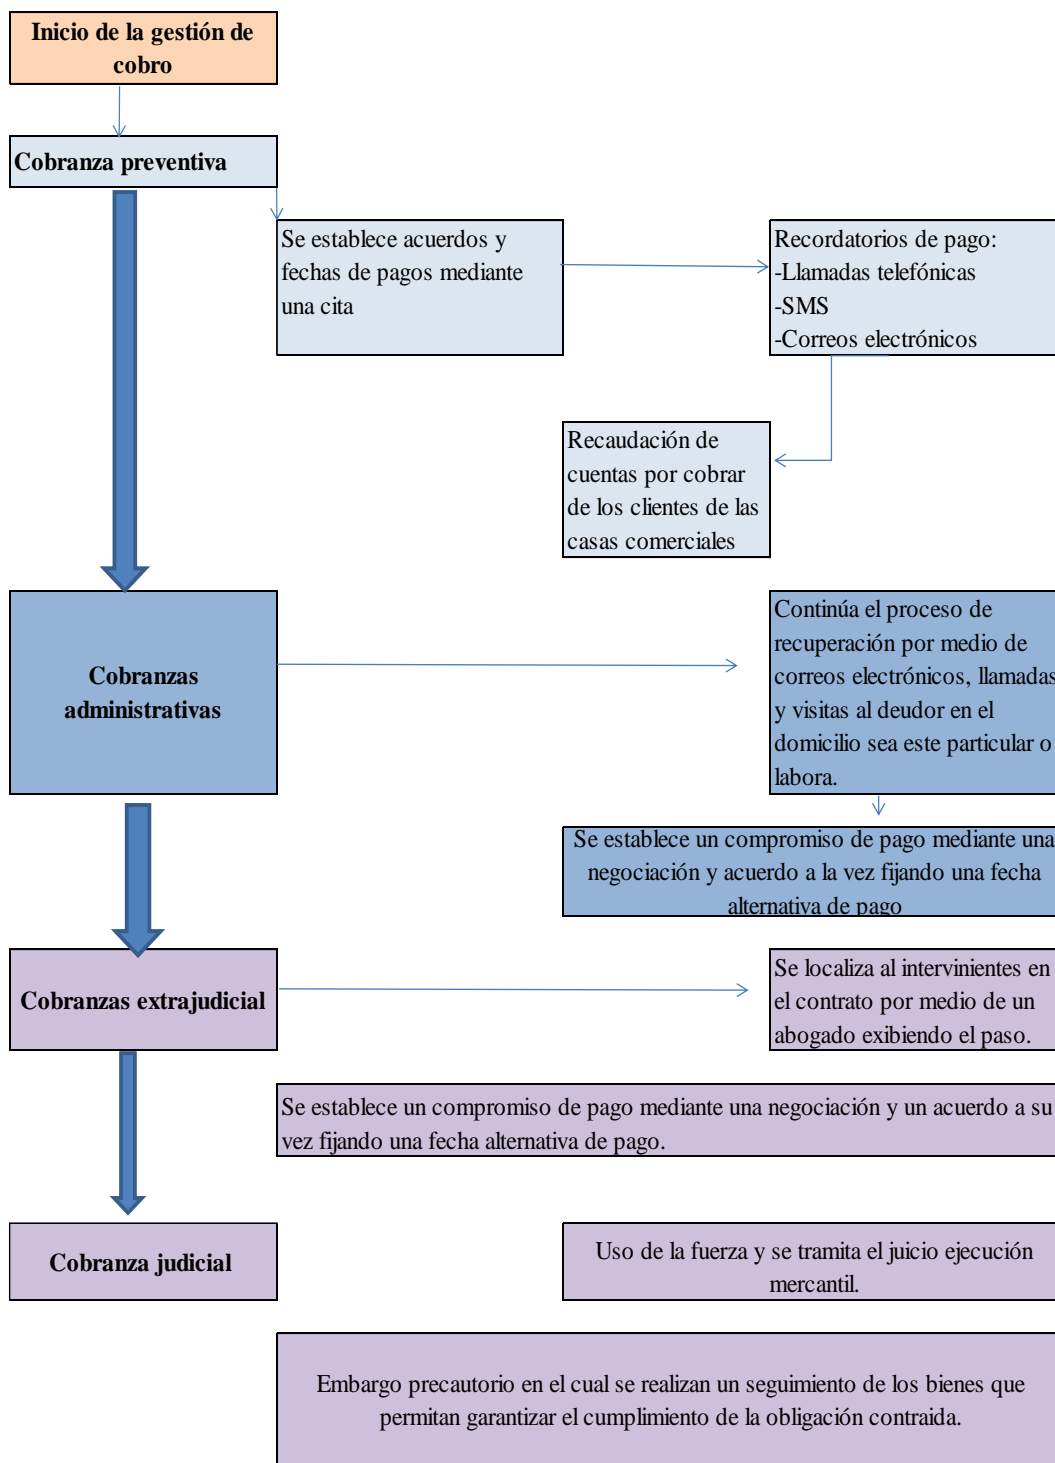 Inicio de la gestión de
cobro
Cobranza preventiva
Se establece acuerdos y
fechas de pagos mediante
una cita
Recordatorios de pago:
-Llamadas telefónicas
-SMS
-Correos electrónicos
Recaudación de
cuentas por cobrar
de los clientes de las
casas comerciales
Cobranzas
administrativas
Continúa el proceso de
recuperación por medio de
correos electrónicos, llamadas
y visitas al deudor en el
domicilio sea este particular o
labora.
Se establece un compromiso de pago mediante una
negociación y acuerdo a la vez fijando una fecha
alternativa de pago
Cobranzas extrajudicial
Se localiza al intervinientes en
el contrato por medio de un
abogado exibiendo el paso.
Se establece un compromiso de pago mediante una negociación y un acuerdo a su
vez fijando una fecha alternativa de pago.
Cobranza judicial
Uso de la fuerza y se tramita el juicio ejecución
mercantil.
Embargo precautorio en el cual se realizan un seguimiento de los bienes que
permitan garantizar el cumplimiento de la obligación contraida.